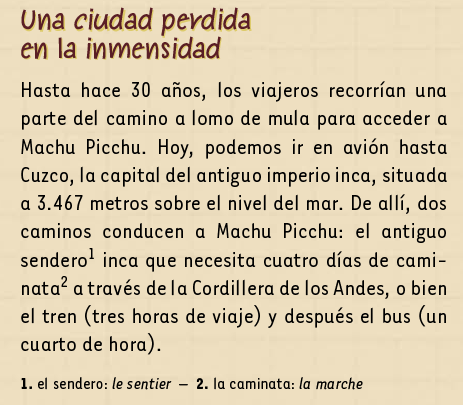 Una ciudad perdida
en la inmensidad
Hasta hace 30 años, los viajeros recorrían una
parte del camino a lomo de mula para acceder a
Machu Picchu. Hoy, podemos ir en avión hasta
Cuzco, la capital del antiguo imperio inca, situada
a 3.467 metros sobre el nivel del mar. De allí, dos
caminos conducen a Machu Picchu: el antiguo
sendero1 inca que necesita cuatro días de cami-
nata2 a través de la Cordillera de los Andes, o bien
el tren (tres horas de viaje) y después el bus (un
cuarto de hora).
1. el sendero: le sentier – 2. la caminata: la marche